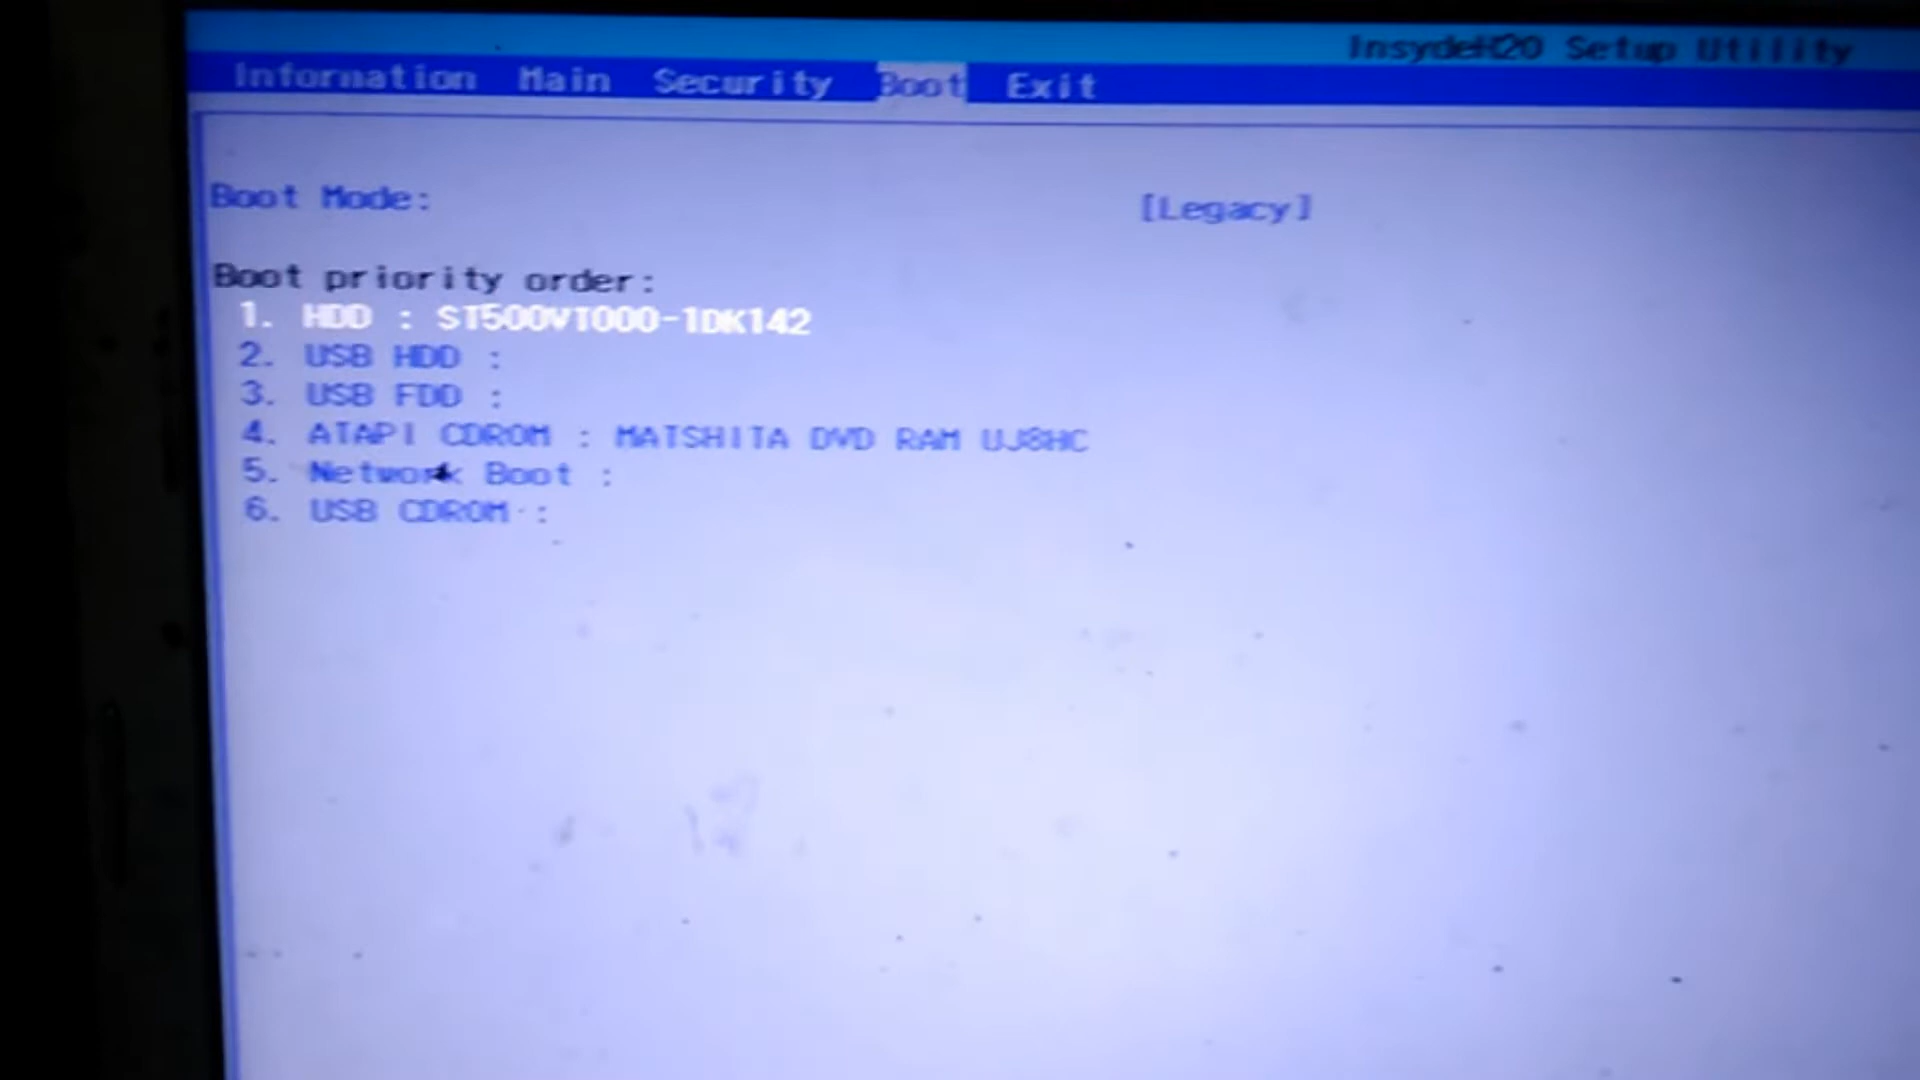 InsydeH20 Setup Utility
Information Main Security Boot Exit
Boot Mode: [Legacy]
Boot priority order:
1. HDD : ST500VT000-1DK142
2. USB HDD :
3. USB FDD :
4. ATAPI CDROM : MATSHITA DVD RAM UJ8HC
5. Network Boot :
6. USB CDROM :